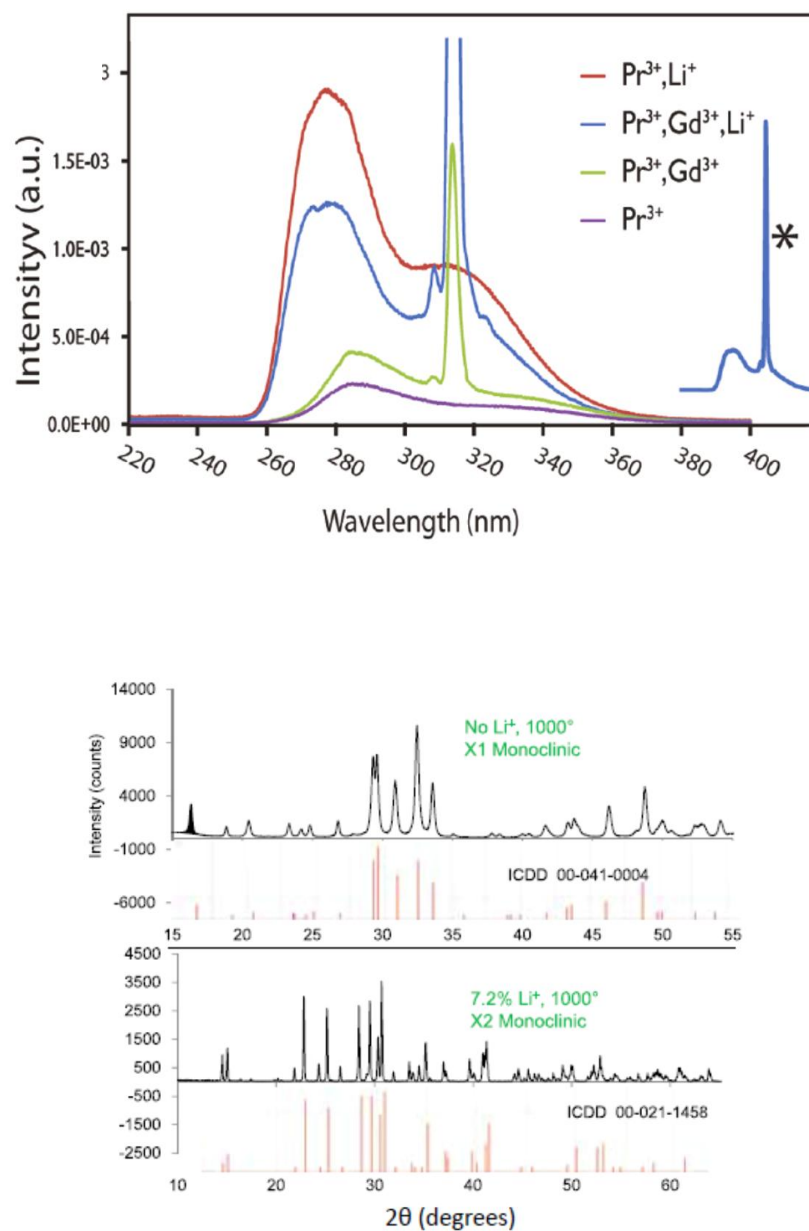 3
1.5E-03
1.0E-03
5.0E-04
0.0E+00
Intensityv (a.u.)
Pr³⁺,Li⁺
Pr³⁺,Gd³⁺,Li⁺
Pr³⁺,Gd³⁺
Pr³⁺
*
220 240 260 280 300 320 340 360 380 400
Wavelength (nm)
14000
9000
4000
-1000
-6000
Intensity (counts)
No Li⁺, 1000°
X1 Monoclinic
ICDD 00-041-0004
15 20 25 30 35 40 45 50 55
4500
3500
2500
1500
500
-500
-1500
-2500
7.2% Li⁺, 1000°
X2 Monoclinic
ICDD 00-021-1458
10 20 30 40 50 60
2θ (degrees)